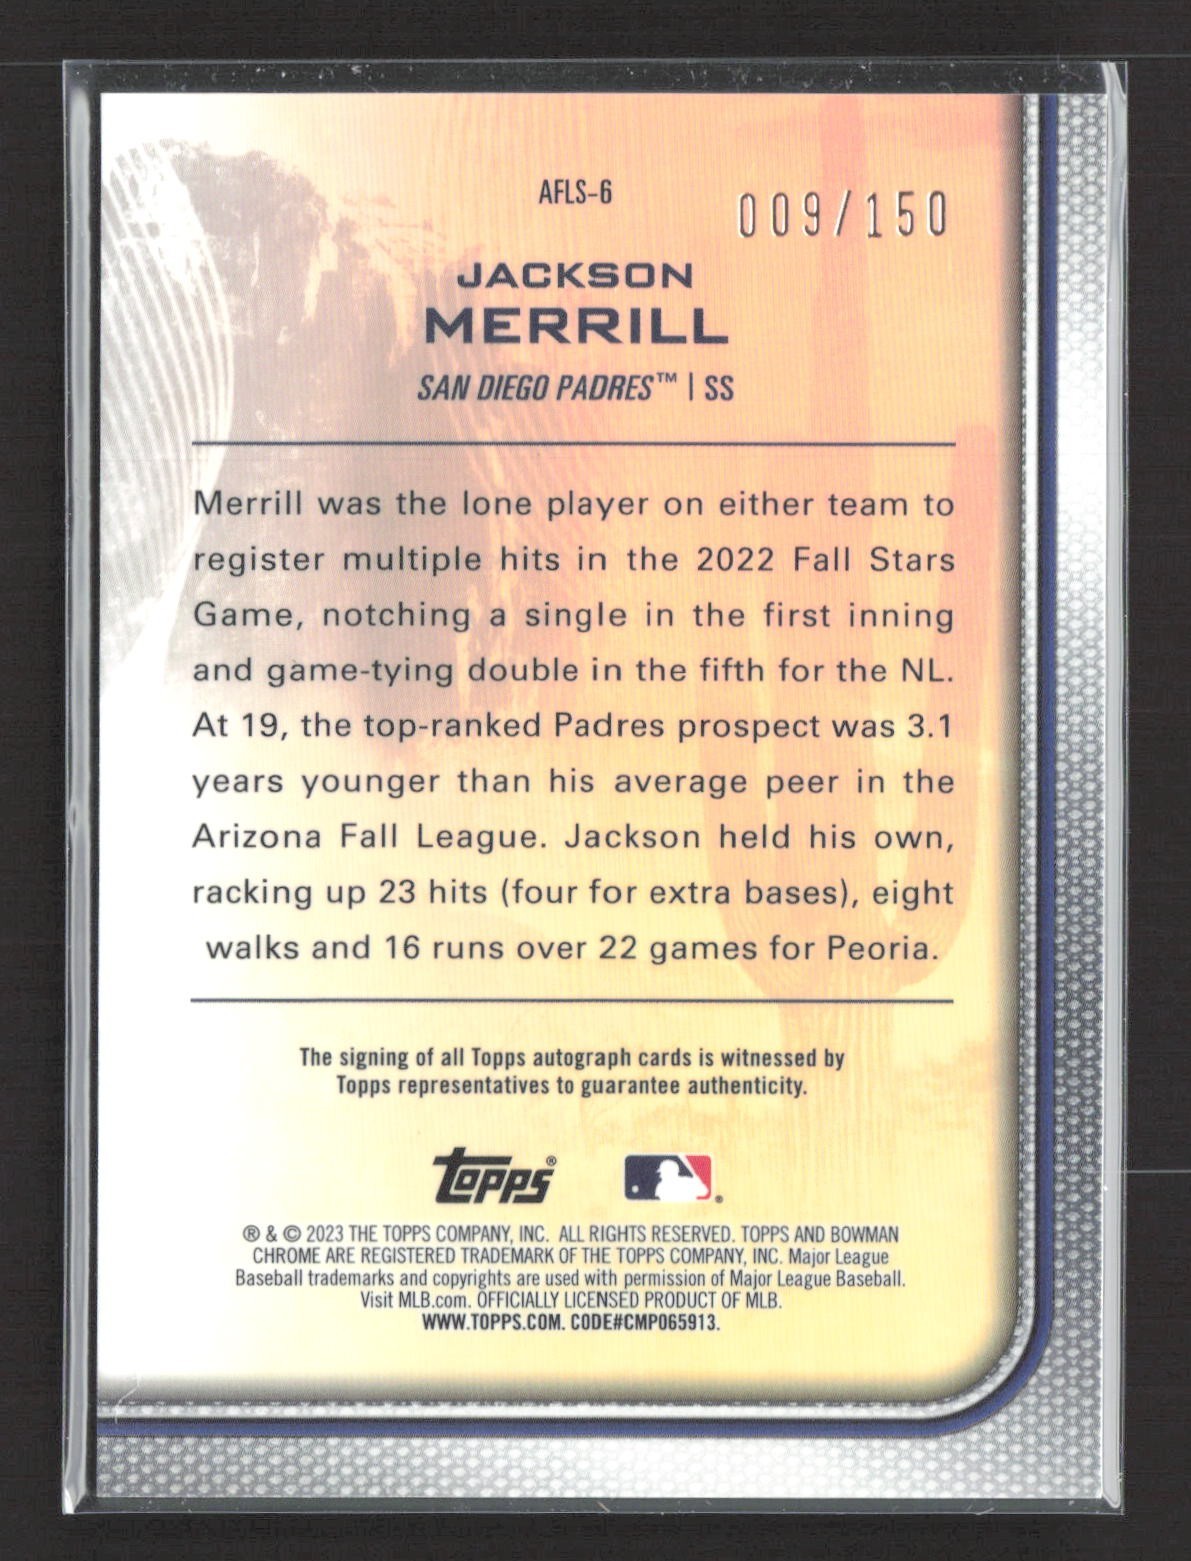 AFLS-6
009/150
JACKSON
MERRILL
SAN DIEGO PADRES™ | SS
Merrill was the lone player on either team to
register multiple hits in the 2022 Fall Stars
Game, notching a single in the first inning
and game-tying double in the fifth for the NL.
At 19, the top-ranked Padres prospect was 3.1
years younger than his average peer in the
Arizona Fall League. Jackson held his own,
racking up 23 hits (four for extra bases), eight
walks and 16 runs over 22 games for Peoria.
The signing of all Topps autograph cards is witnessed by
Topps representatives to guarantee authenticity.
Topps® ®
® & © 2023 THE TOPPS COMPANY, INC. ALL RIGHTS RESERVED. TOPPS AND BOWMAN
CHROME ARE REGISTERED TRADEMARK OF THE TOPPS COMPANY, INC. Major League
Baseball trademarks and copyrights are used with permission of Major League Baseball.
Visit MLB.com. OFFICIALLY LICENSED PRODUCT OF MLB.
WWW.TOPPS.COM. CODE#CMP065913.